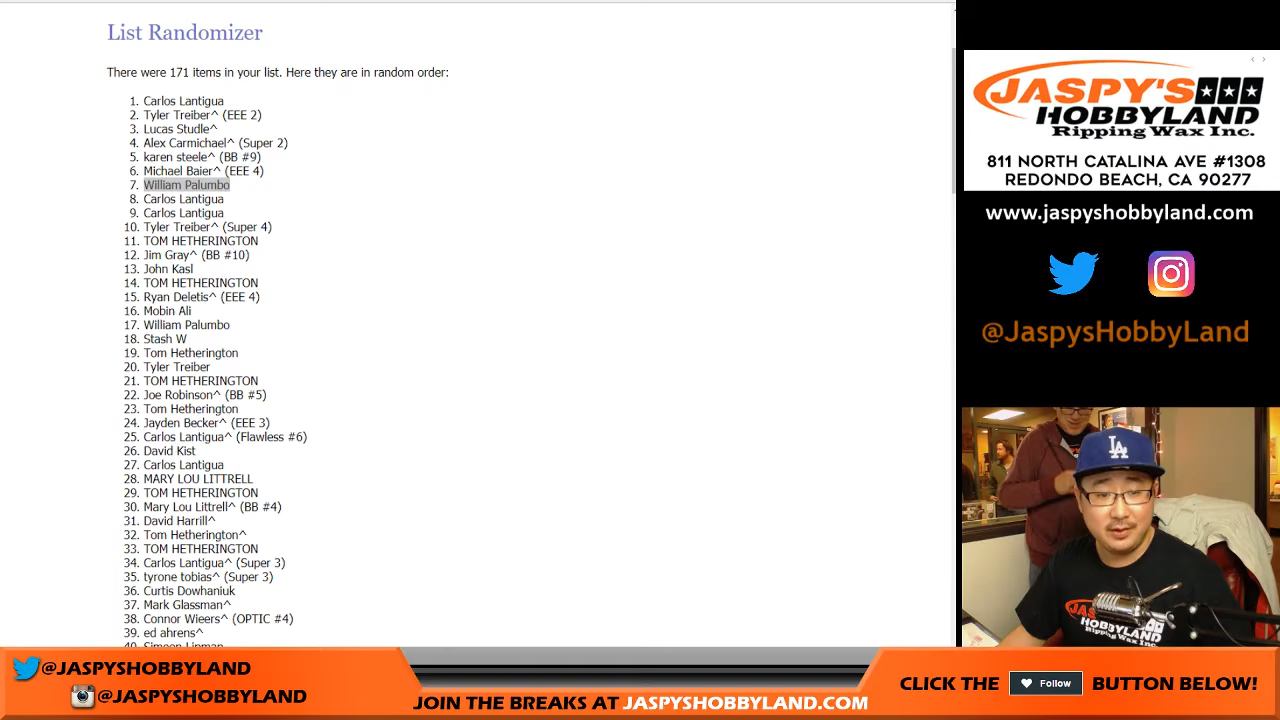 List Randomizer
There were 171 items in your list. Here they are in random order:
1. Carlos Lantigua
2. Tyler Treiber^ (EEE 2)
3. Lucas Studle^
4. Alex Carmichael^ (Super 2)
5. karen steele^ (BB #9)
6. Michael Baier^ (EEE 4)
7. William Palumbo
8. Carlos Lantigua
9. Carlos Lantigua
10. Tyler Treiber^ (Super 4)
11. TOM HETHERINGTON
12. Jim Gray^ (BB #10)
13. John Kasl
14. TOM HETHERINGTON
15. Ryan Deletis^ (EEE 4)
16. Mobin Ali
17. William Palumbo
18. Stash W
19. Tom Hetherington
20. Tyler Treiber
21. TOM HETHERINGTON
22. Joe Robinson^ (BB #5)
23. Tom Hetherington
24. Jayden Becker^ (EEE 3)
25. Carlos Lantigua^ (Flawless #6)
26. David Kist
27. Carlos Lantigua
28. MARY LOU LITTRELL
29. TOM HETHERINGTON
30. Mary Lou Littrell^ (BB #4)
31. David Harrill^
32. Tom Hetherington^
33. TOM HETHERINGTON
34. Carlos Lantigua^ (Super 3)
35. tyrone tobias^ (Super 3)
36. Curtis Dowhaniuk
37. Mark Glassman^
38. Connor Wieers^ (OPTIC #4)
39. ed ahrens^
40. Simeon Lipman
JASPY'S
HOBBYLAND
Ripping Wax Inc.
811 NORTH CATALINA AVE #1308
REDONDO BEACH, CA 90277
www.jaspyshobbyland.com
@JaspysHobbyLand
LA
JASPY'S
HOBBYLAND
Ripping Wax Inc.
@JASPYSHOBBYLAND
@JASPYSHOBBYLAND
JOIN THE BREAKS AT JASPYSHOBBYLAND.COM
CLICK THE Follow BUTTON BELOW!